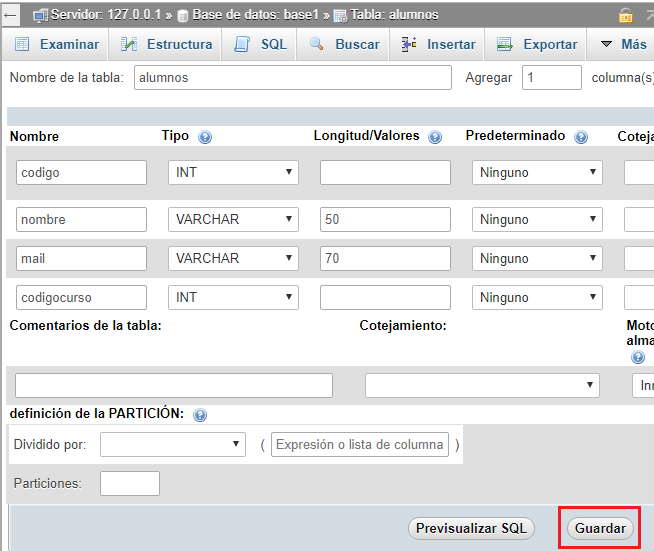 Servidor: 127.0.0.1 » Base de datos: base1 » Tabla: alumnos
Examinar Estructura SQL Buscar Insertar Exportar Más
Nombre de la tabla: alumnos Agregar 1 columna(s)
Nombre Tipo Longitud/Valores Predeterminado Coteja
codigo INT Ninguno
nombre VARCHAR 50 Ninguno
mail VARCHAR 70 Ninguno
codigocurso INT Ninguno
Comentarios de la tabla: Cotejamiento: Moto
alma
Inn
definición de la PARTICIÓN:
Dividido por: ( Expresión o lista de columna )
Particiones:
Previsualizar SQL Guardar